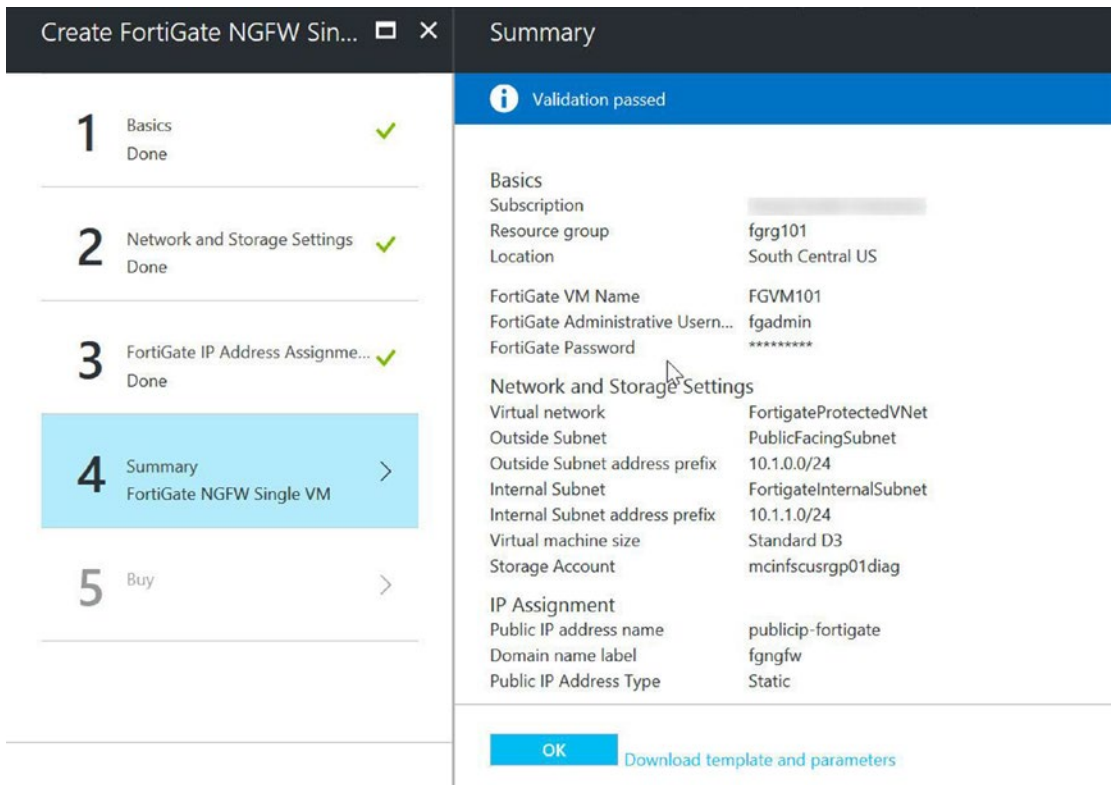 Create FortiGate NGFW Sin...
1
Basics
Done
2
Network and Storage Settings
Done
3
FortiGate IP Address Assignme...
Done
4
Summary
FortiGate NGFW Single VM
5
Buy
Summary
Validation passed
Basics
Subscription
Resource group fgrg101
Location South Central US
FortiGate VM Name FGVM101
FortiGate Administrative Usern... fgadmin
FortiGate Password *********
Network and Storage Settings
Virtual network FortigateProtectedVNet
Outside Subnet PublicFacingSubnet
Outside Subnet address prefix 10.1.0.0/24
Internal Subnet FortigateInternalSubnet
Internal Subnet address prefix 10.1.1.0/24
Virtual machine size Standard D3
Storage Account mcinfscusrgp01diag
IP Assignment
Public IP address name publicip-fortigate
Domain name label fgngfw
Public IP Address Type Static
OK
Download template and parameters